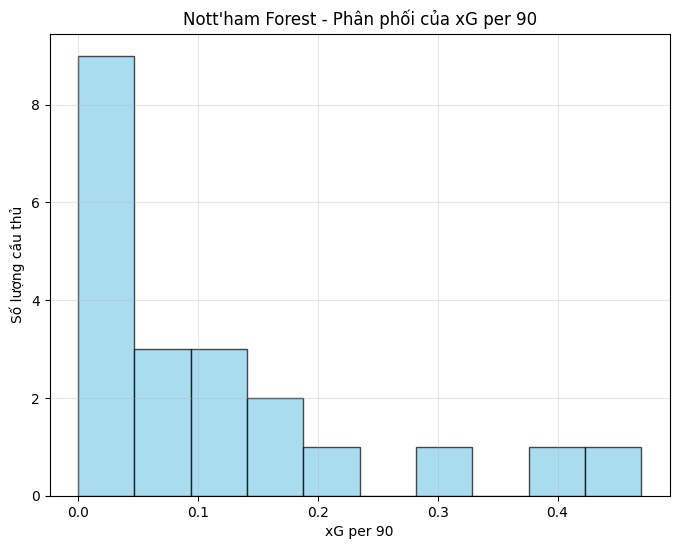 Nott'ham Forest - Phân phối của xG per 90
Số lượng cầu thủ
8
6
4
2
0
0.0 0.1 0.2 0.3 0.4
xG per 90